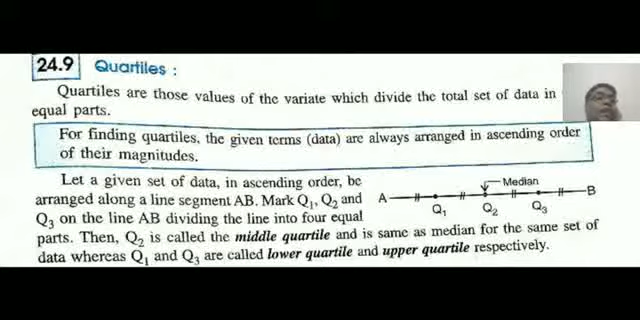 24.9 Quartiles :
Quartiles are those values of the variate which divide the total set of data in
equal parts.
For finding quartiles, the given terms (data) are always arranged in ascending order
of their magnitudes.
Let a given set of data, in ascending order, be
arranged along a line segment AB. Mark Q₁, Q₂ and
Q₃ on the line AB dividing the line into four equal
parts. Then, Q₂ is called the middle quartile and is same as median for the same set of
data whereas Q₁ and Q₃ are called lower quartile and upper quartile respectively.
Median
A B
Q₁ Q₂ Q₃